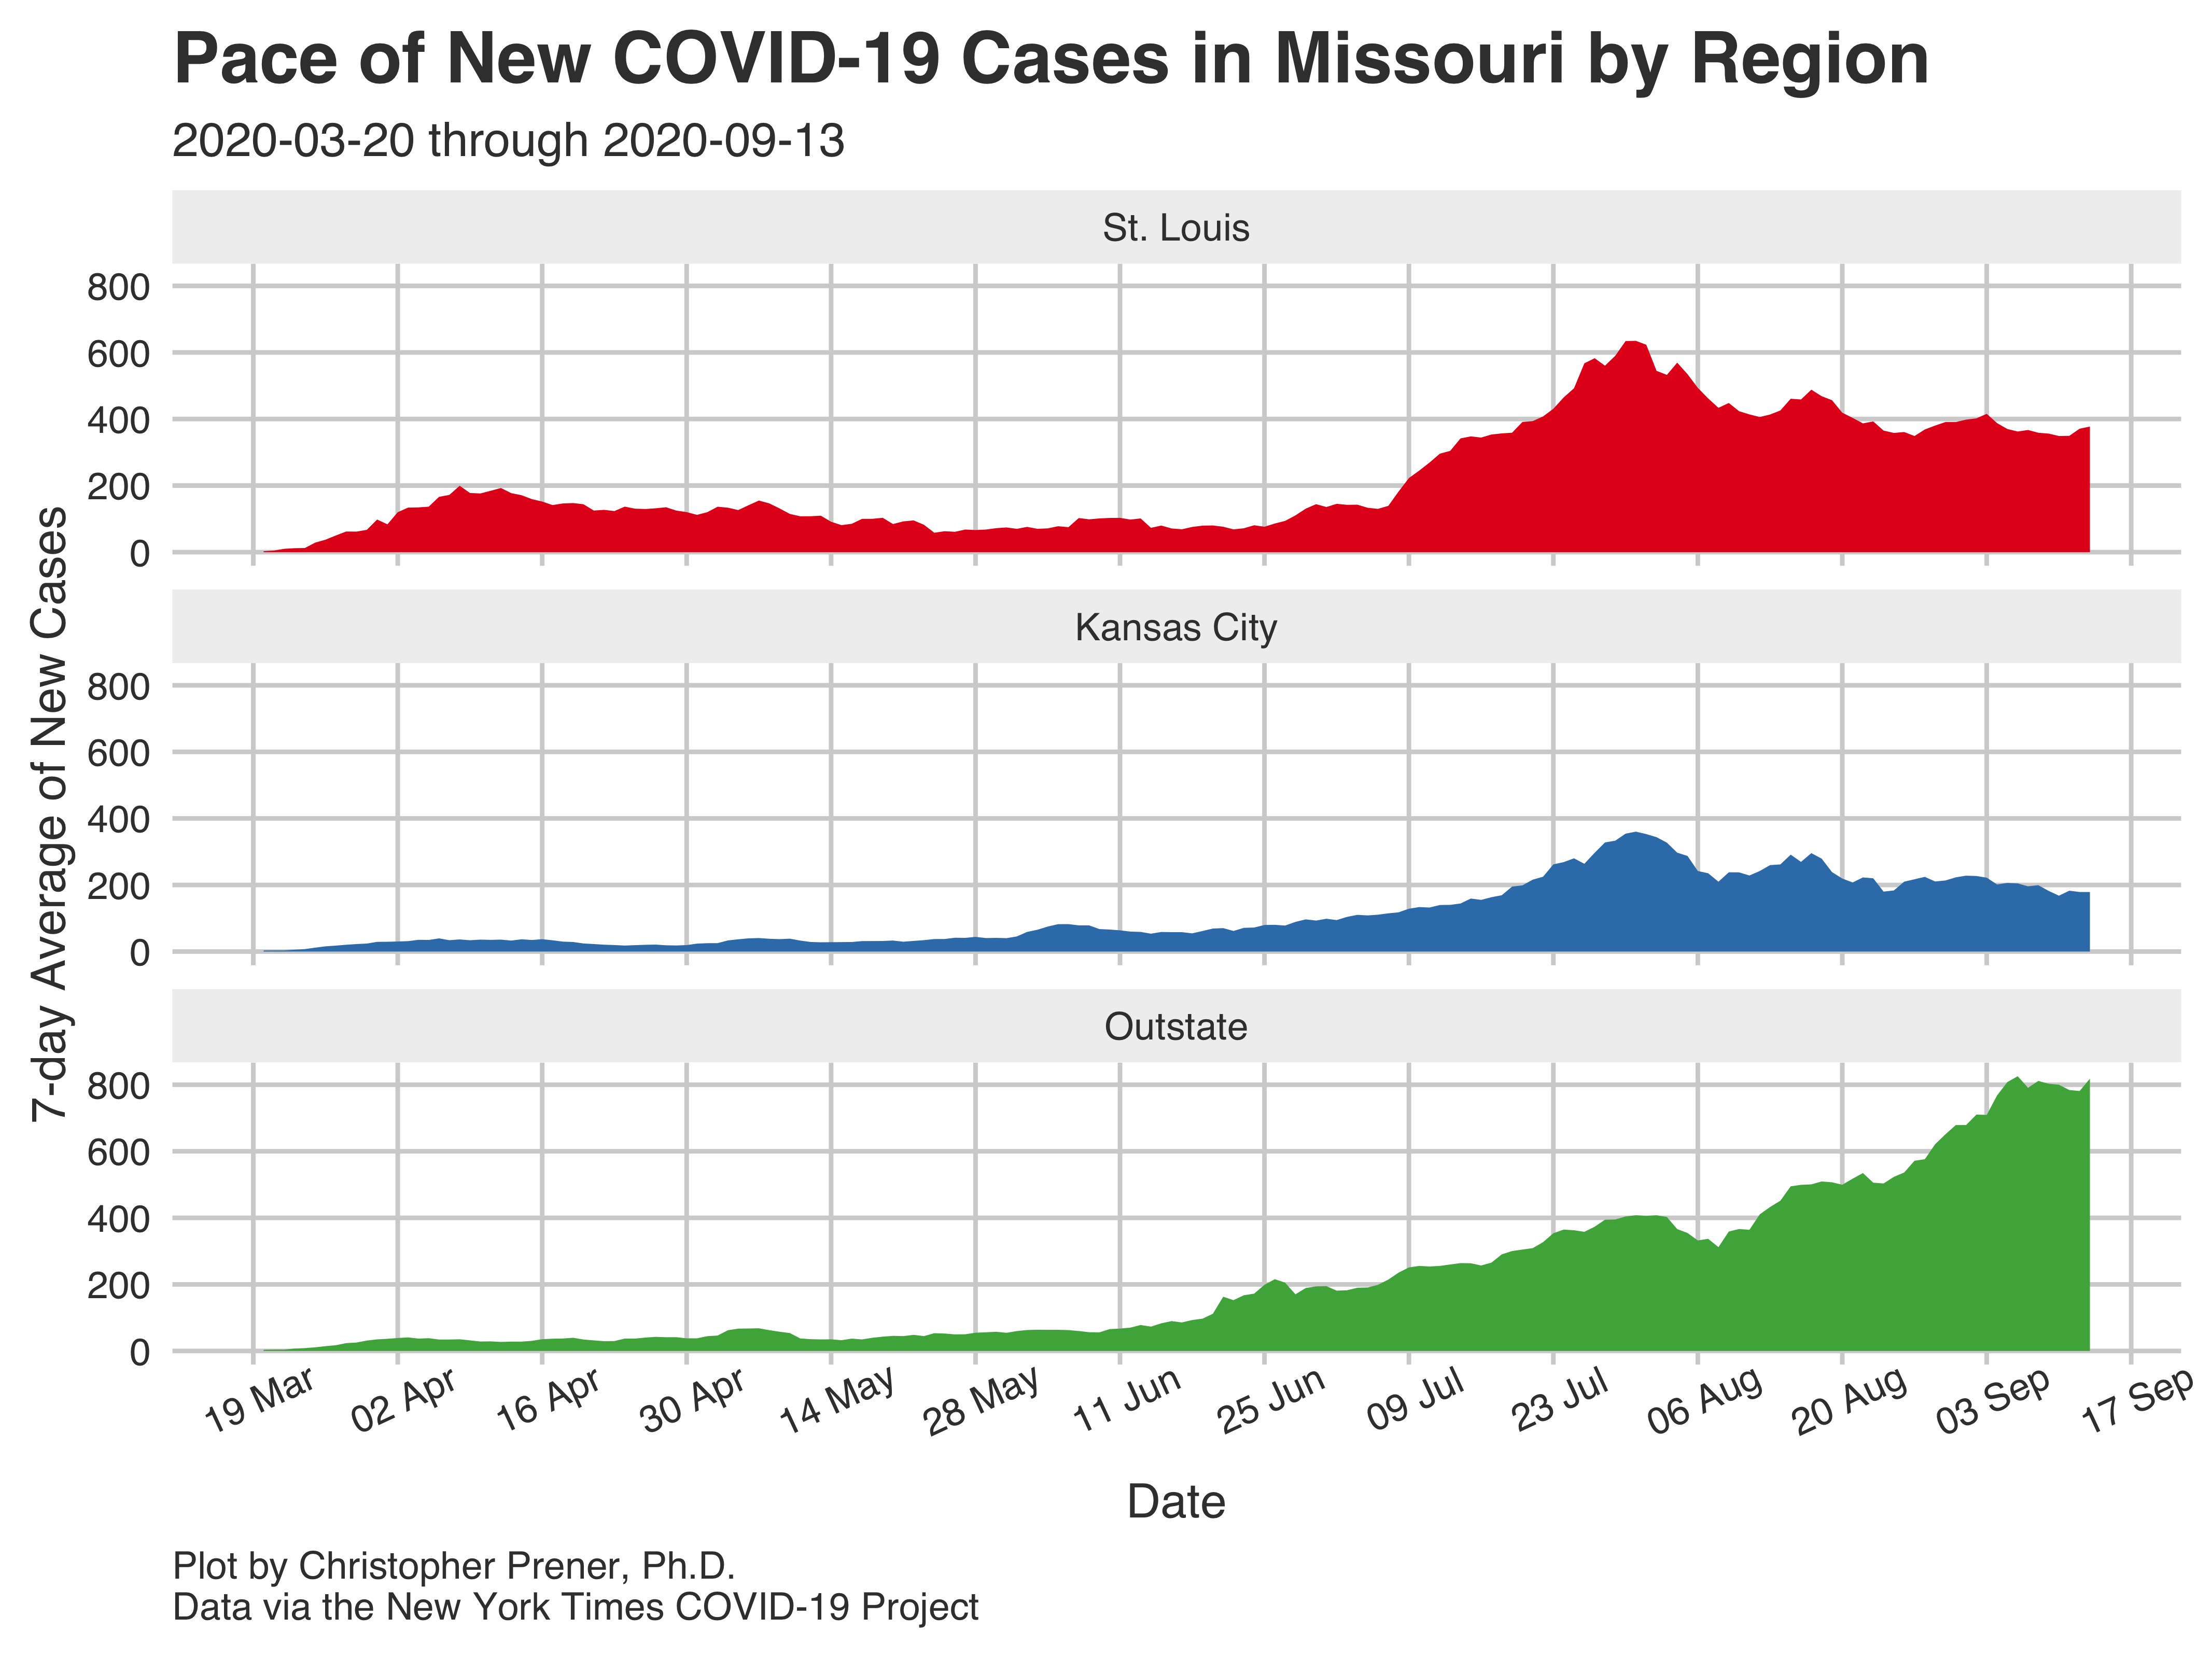 Pace of New COVID-19 Cases in Missouri by Region
2020-03-20 through 2020-09-13
7-day Average of New Cases
St. Louis
800
600
400
200
0
Kansas City
800
600
400
200
0
Outstate
800
600
400
200
0
19 Mar
02 Apr
16 Apr
30 Apr
14 May
28 May
11 Jun
25 Jun
09 Jul
23 Jul
06 Aug
20 Aug
03 Sep
17 Sep
Date
Plot by Christopher Prener, Ph.D.
Data via the New York Times COVID-19 Project